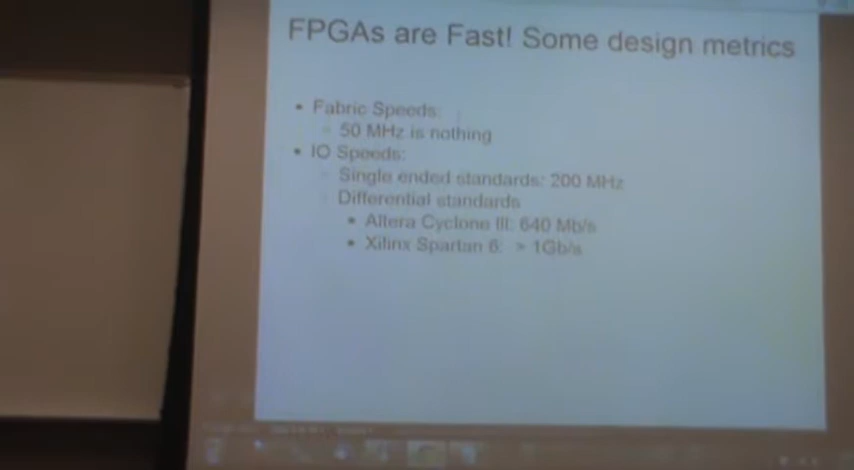 FPGAs are Fast! Some design metrics
• Fabric Speeds:
50 MHz is nothing
• IO Speeds:
Single ended standards: 200 MHz
Differential standards
• Altera Cyclone III: 640 Mb/s
• Xilinx Spartan 6: > 1Gb/s